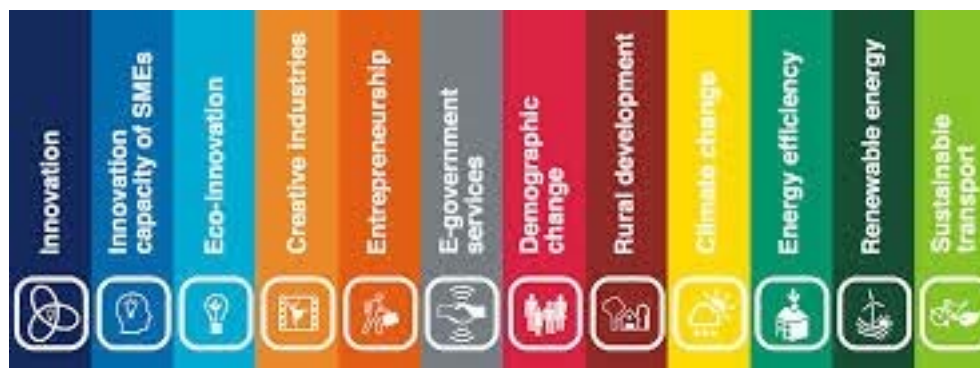 Innovation
Innovation
capacity of SMEs
Eco-innovation
Creative industries
Entrepreneurship
E-government
services
Demographic
change
Rural development
Climate change
Energy efficiency
Renewable energy
Sustainable
transport